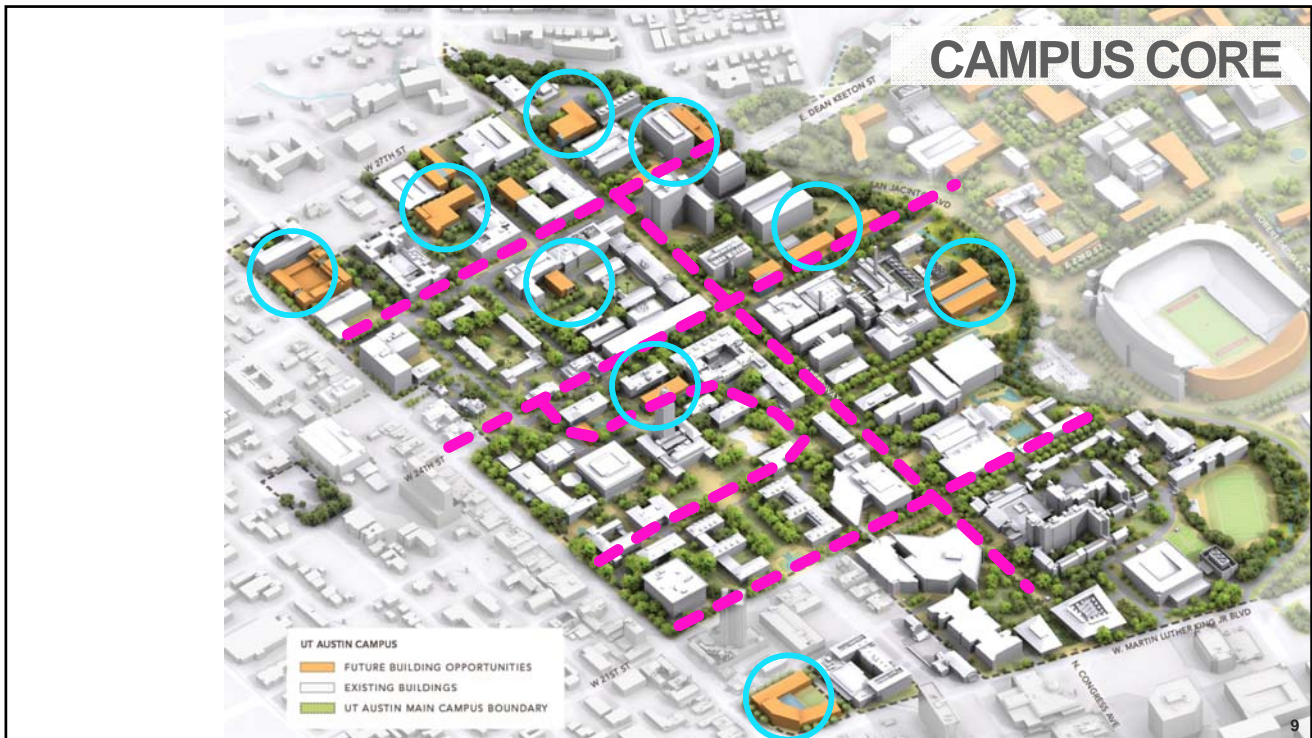 CAMPUS CORE
E. DEAN KEETON ST
W 27TH ST
SAN JACINTO BLVD
W 24TH ST
W 21ST ST
W. MARTIN LUTHER KING JR BLVD
N. CONGRESS AVE
UT AUSTIN CAMPUS
FUTURE BUILDING OPPORTUNITIES
EXISTING BUILDINGS
UT AUSTIN MAIN CAMPUS BOUNDARY
9